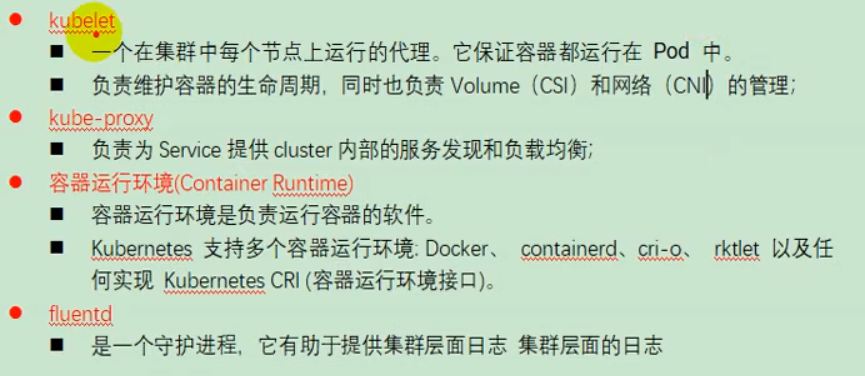 kubelet
一个在集群中每个节点上运行的代理。它保证容器都运行在 Pod 中。
负责维护容器的生命周期，同时也负责 Volume（CSI）和网络（CNI）的管理；
kube-proxy
负责为 Service 提供 cluster 内部的服务发现和负载均衡;
容器运行环境(Container Runtime)
容器运行环境是负责运行容器的软件。
Kubernetes 支持多个容器运行环境: Docker、 containerd、cri-o、 rktlet 以及任
何实现 Kubernetes CRI (容器运行环境接口)。
fluentd
是一个守护进程，它有助于提供集群层面日志 集群层面的日志